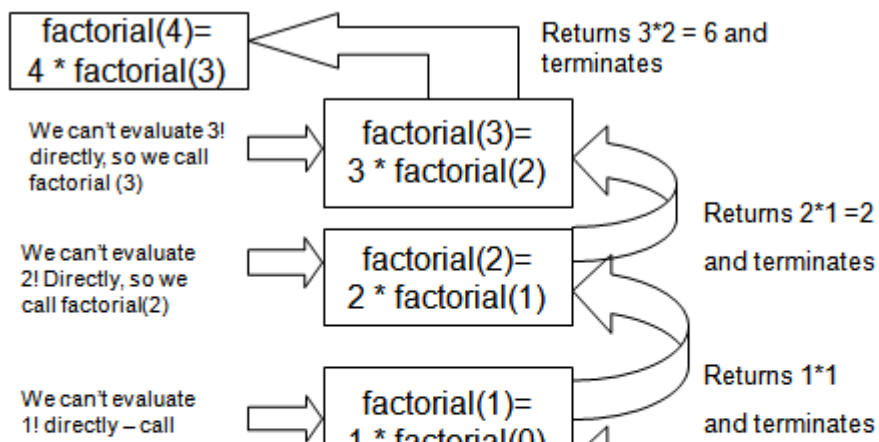 factorial(4)=
4 * factorial(3)
Returns 3*2 = 6 and
terminates
We can't evaluate 3!
directly, so we call
factorial (3)
factorial(3)=
3 * factorial(2)
Returns 2*1 =2
and terminates
We can't evaluate
2! Directly, so we
call factorial(2)
factorial(2)=
2 * factorial(1)
Returns 1*1
and terminates
We can't evaluate
1! directly – call
factorial(1)=
1 * factorial(0)